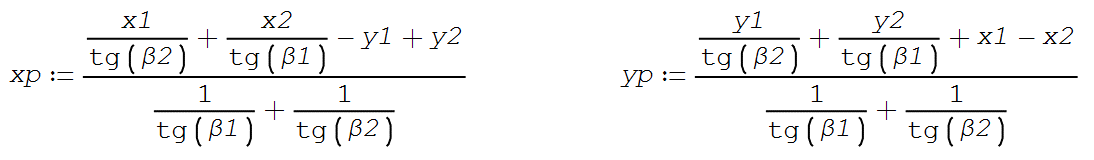 xp := (x1/tg(β2) + x2/tg(β1) − y1 + y2)/(1/tg(β1) + 1/tg(β2))
yp := (y1/tg(β2) + y2/tg(β1) + x1 − x2)/(1/tg(β1) + 1/tg(β2))